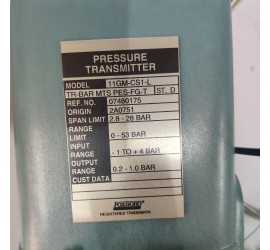 PRESSURE
TRANSMITTER
MODEL 11GM-CS1-L
TR-BAR MTS PES-FG-T ST. D
REF. NO. 07480175
ORIGIN 2A0751
SPAN LIMIT 2.8 - 28 BAR
RANGE
LIMIT 0 - 53 BAR
INPUT
RANGE - 1 TO + 4 BAR
OUTPUT
RANGE 0.2 - 1.0 BAR
CUST DATA
REGISTERED TRADEMARK